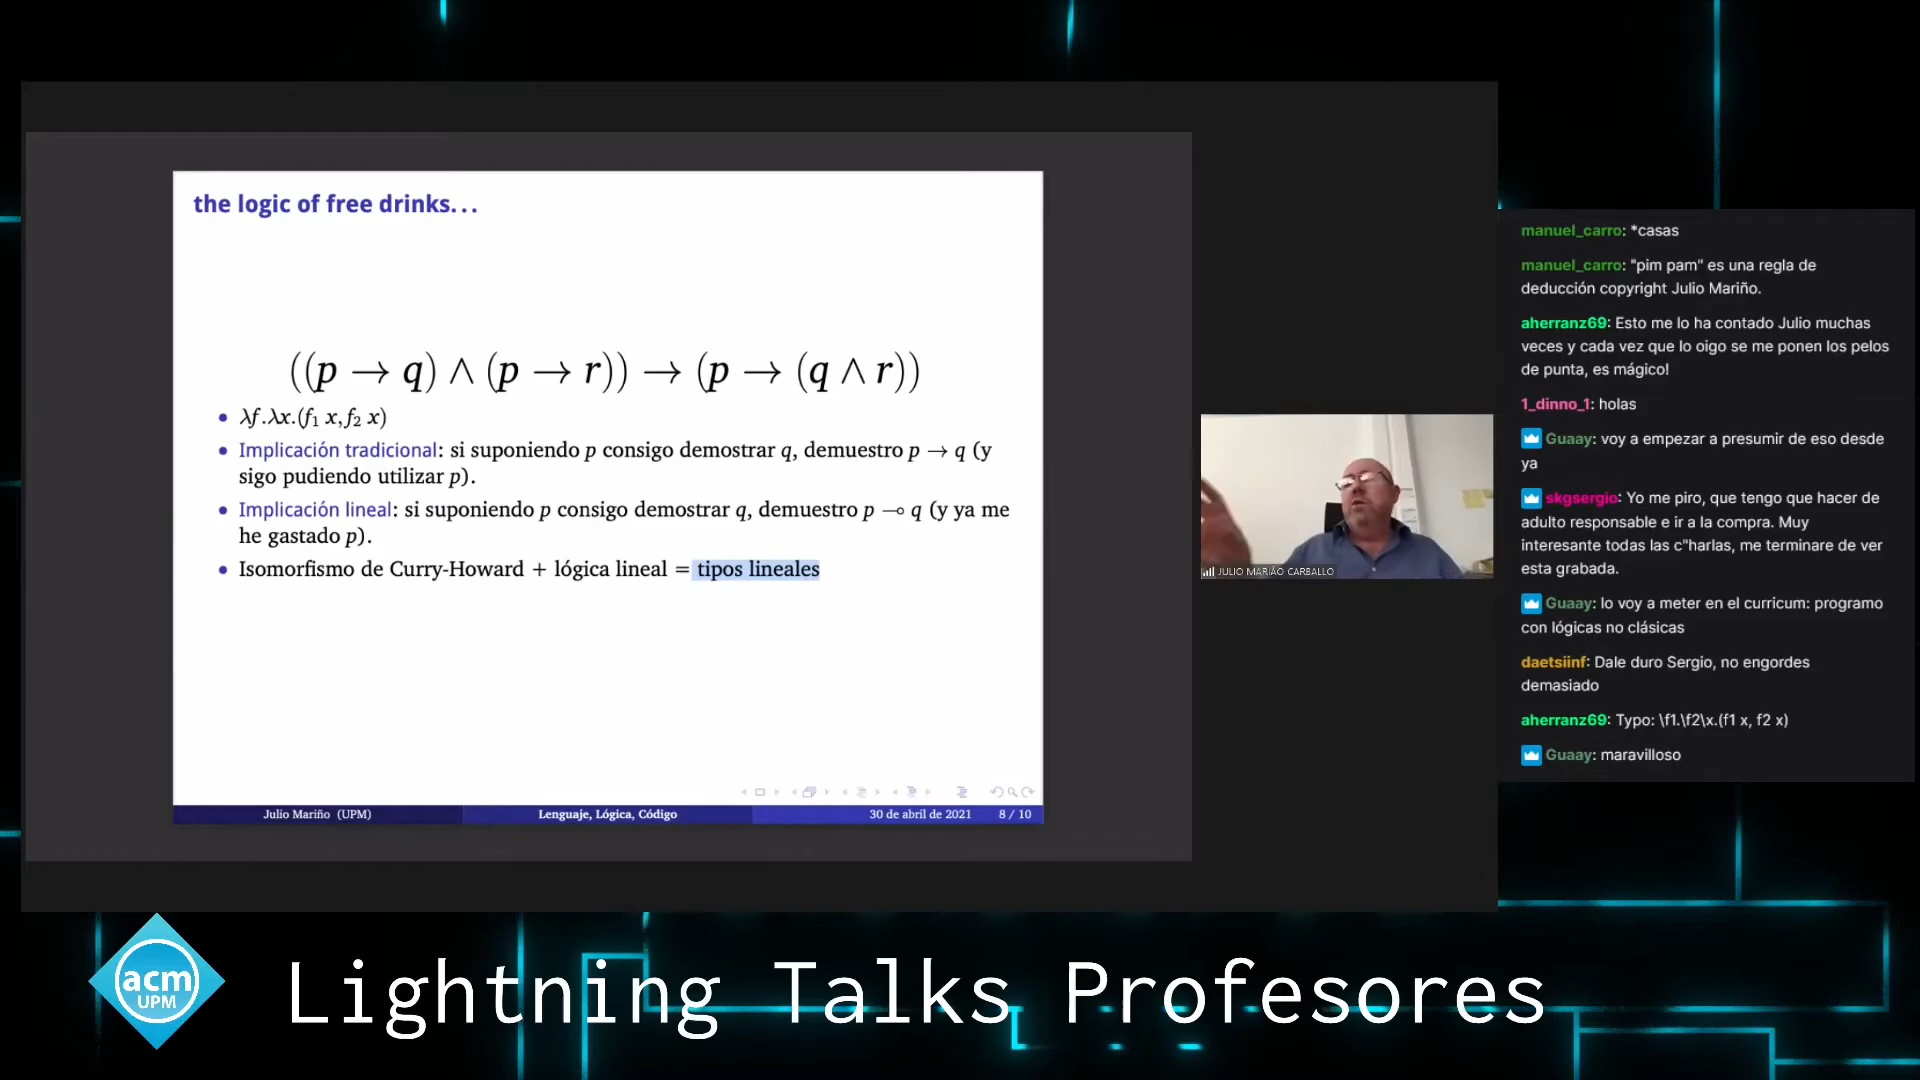 the logic of free drinks...
((p → q) ∧ (p → r)) → (p → (q ∧ r))
λf.λx.(f₁ x, f₂ x)
Implicación tradicional: si suponiendo p consigo demostrar q, demuestro p → q (y
sigo pudiendo utilizar p).
Implicación lineal: si suponiendo p consigo demostrar q, demuestro p ⊸ q (y ya me
he gastado p).
Isomorfismo de Curry-Howard + lógica lineal = tipos lineales
Julio Mariño (UPM)
Lenguaje, Lógica, Código
30 de abril de 2021
8 / 10
JULIO MARIÃO CARBALLO
manuel_carro: *casas
manuel_carro: "pim pam" es una regla de
deducción copyright Julio Mariño.
aherranz69: Esto me lo ha contado Julio muchas
veces y cada vez que lo oigo se me ponen los pelos
de punta, es mágico!
1_dinno_1: holas
Guaay: voy a empezar a presumir de eso desde
ya
skgsergio: Yo me piro, que tengo que hacer de
adulto responsable e ir a la compra. Muy
interesante todas las c"harlas, me terminare de ver
esta grabada.
Guaay: lo voy a meter en el curricum: programo
con lógicas no clásicas
daetsiinf: Dale duro Sergio, no engordes
demasiado
aherranz69: Typo: \f1.\f2\x.(f1 x, f2 x)
Guaay: maravilloso
acm
UPM
Lightning Talks Profesores